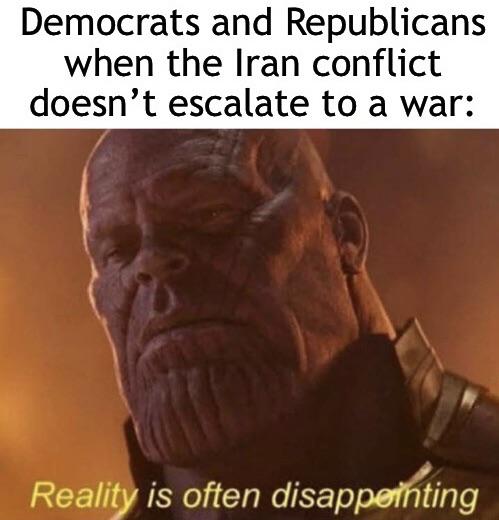 Democrats and Republicans
when the Iran conflict
doesn’t escalate to a war:
Reality is often disappointing